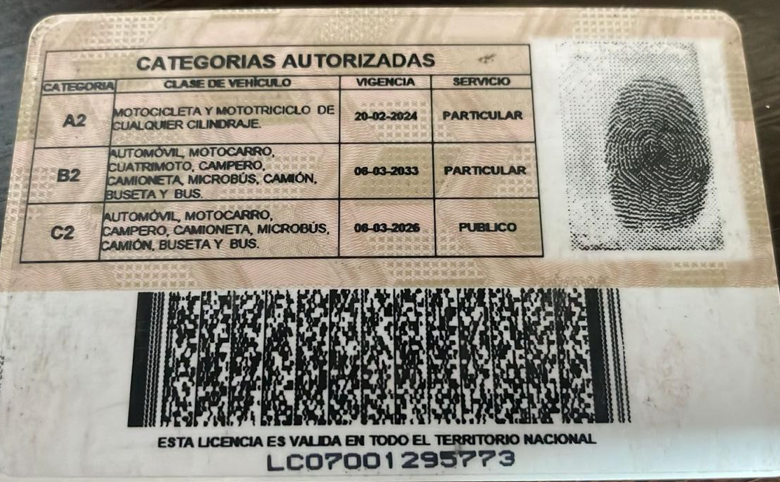 CATEGORIAS AUTORIZADAS
CATEGORIA CLASE DE VEHÍCULO VIGENCIA SERVICIO
A2 MOTOCICLETA Y MOTOTRICICLO DE CUALQUIER CILINDRAJE. 20-02-2024 PARTICULAR
B2 AUTOMÓVIL, MOTOCARRO, CUATRIMOTO, CAMPERO, CAMIONETA, MICROBÚS, CAMIÓN, BUSETA Y BUS. 06-03-2033 PARTICULAR
C2 AUTOMÓVIL, MOTOCARRO, CAMPERO, CAMIONETA, MICROBÚS, CAMIÓN, BUSETA Y BUS. 06-03-2026 PUBLICO
ESTA LICENCIA ES VALIDA EN TODO EL TERRITORIO NACIONAL
LC07001295773